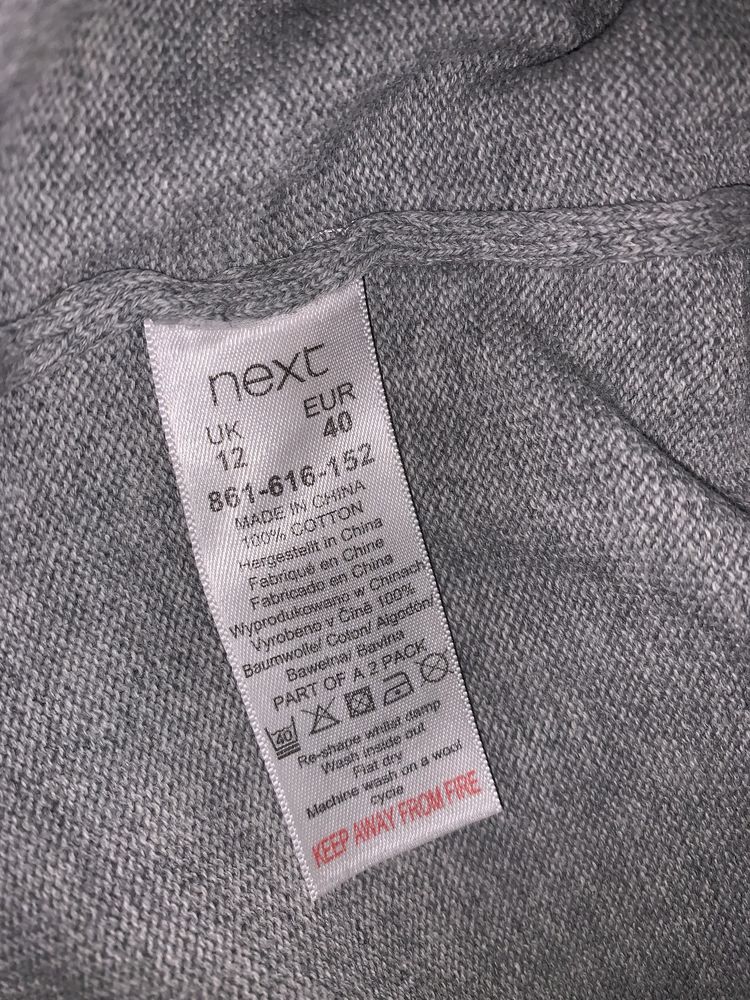 next
UK EUR
12 40
861-616-152
MADE IN CHINA
100% COTTON
Hergestellt in China
Fabriqué en Chine
Fabricado en China
Wyprodukowano w Chinach
Vyrobeno v Číně 100%
Baumwolle/ Coton/ Algodón/
Bawełna/ Bavlna
PART OF A 2 PACK
40
Re-shape whilst damp
Wash inside out
Flat dry
Machine wash on a wool
cycle
KEEP AWAY FROM FIRE